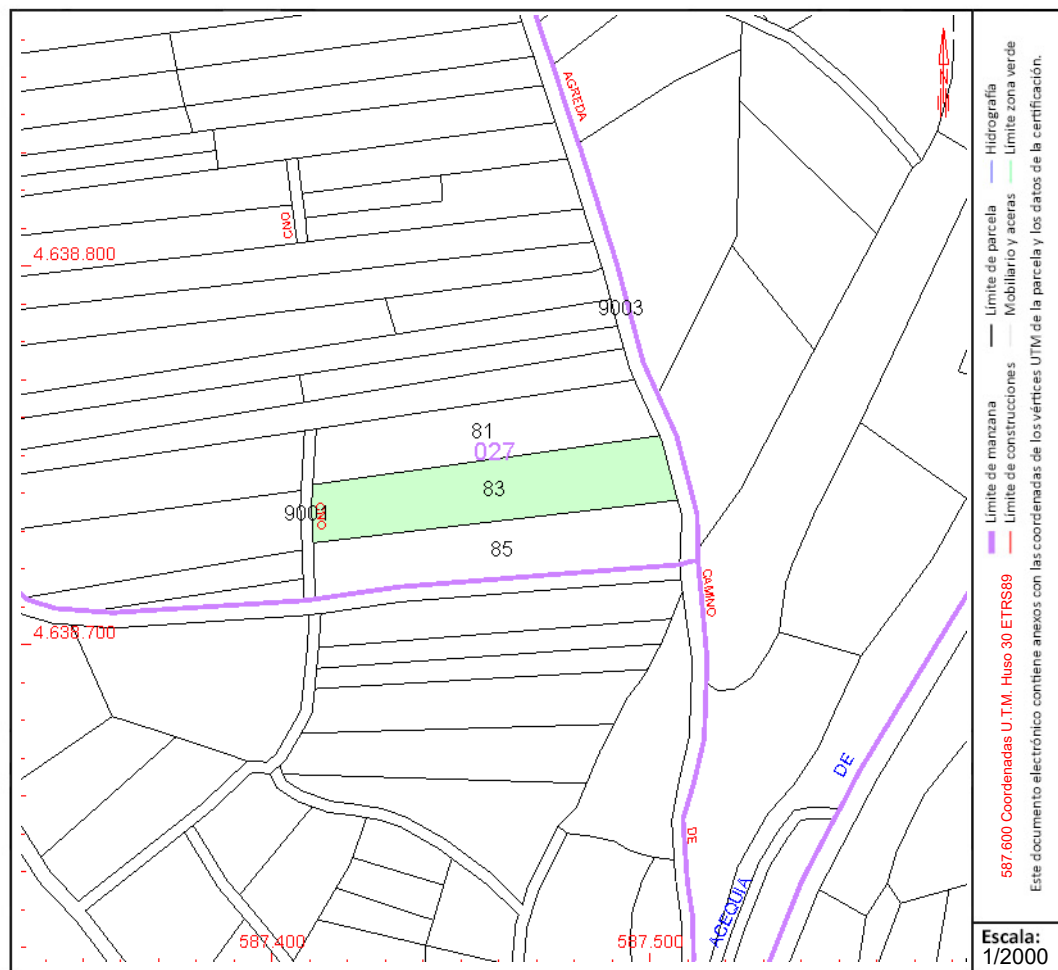 AGREDA
CNO
4.638.800
9003
81
027
83
9001
CNO
85
CAMINO
4.638.700
DE
DE
ACEQUIA
587.400
587.500
N
Límite de manzana
Límite de parcela
Hidrografía
Límite de construcciones
Mobiliario y aceras
Límite zona verde
587.600 Coordenadas U.T.M. Huso 30 ETRS89
Este documento electrónico contiene anexos con las coordenadas de los vértices UTM de la parcela y los datos de la certificación.
Escala:
1/2000